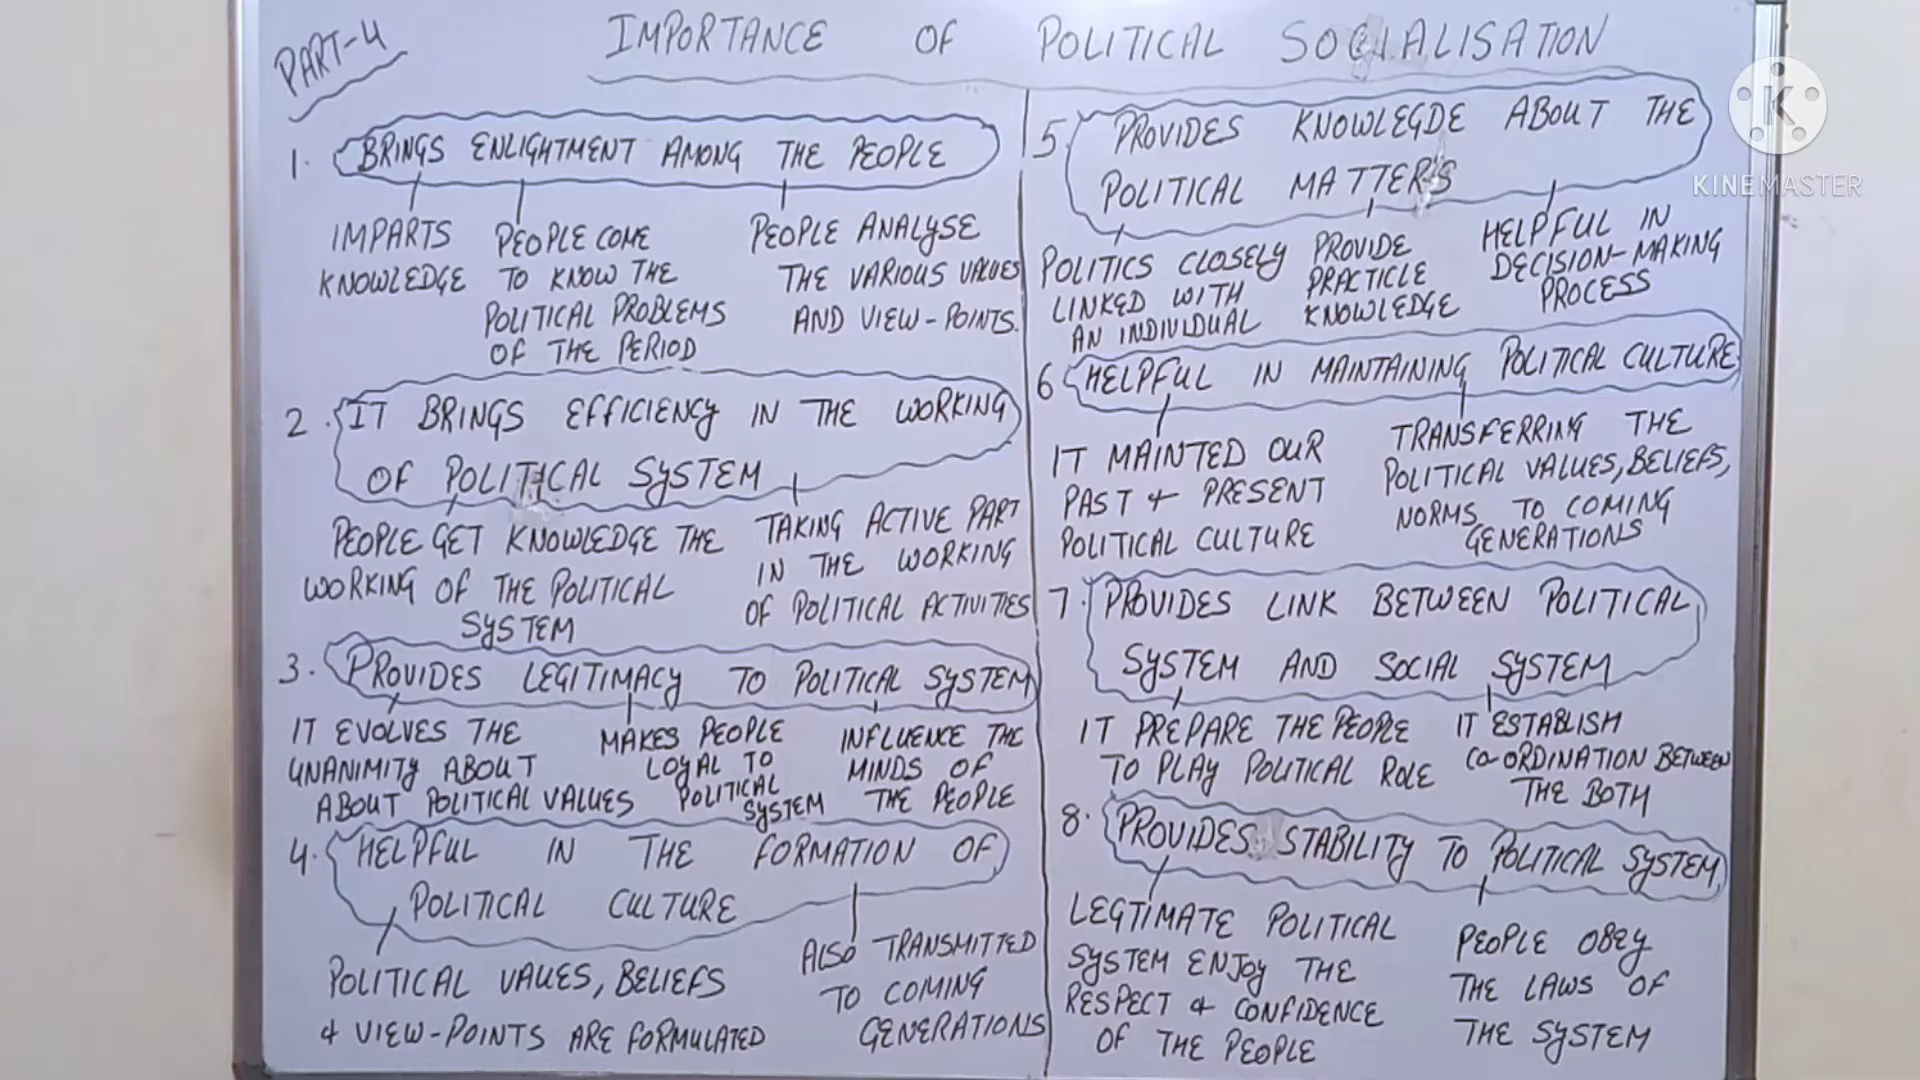 PART-4
IMPORTANCE OF POLITICAL SOCIALISATION
1. BRINGS ENLIGHTMENT AMONG THE PEOPLE
IMPARTS
KNOWLEDGE
PEOPLE COME
TO KNOW THE
POLITICAL PROBLEMS
OF THE PERIOD
PEOPLE ANALYSE
THE VARIOUS VALUES
AND VIEW-POINTS.
2. IT BRINGS EFFICIENCY IN THE WORKING
OF POLITICAL SYSTEM
PEOPLE GET KNOWLEDGE THE
WORKING OF THE POLITICAL
SYSTEM
TAKING ACTIVE PART
IN THE WORKING
OF POLITICAL ACTIVITIES
3. PROVIDES LEGITIMACY TO POLITICAL SYSTEM
IT EVOLVES THE
UNANIMITY ABOUT
ABOUT POLITICAL VALUES
MAKES PEOPLE
LOYAL TO
POLITICAL
SYSTEM
INFLUENCE THE
MINDS OF
THE PEOPLE
4. HELPFUL IN THE FORMATION OF
POLITICAL CULTURE
POLITICAL VALUES, BELIEFS
& VIEW-POINTS ARE FORMULATED
ALSO TRANSMITTED
TO COMING
GENERATIONS
5. PROVIDES KNOWLEGDE ABOUT THE
POLITICAL MATTERS
POLITICS CLOSELY
LINKED WITH
AN INDIVIDUAL
PROVIDE
PRACTICLE
KNOWLEDGE
HELPFUL IN
DECISION-MAKING
PROCESS
6 HELPFUL IN MAINTAINING POLITICAL CULTURE
IT MAINTED OUR
PAST & PRESENT
POLITICAL CULTURE
TRANSFERRING THE
POLITICAL VALUES, BELIEFS,
NORMS TO COMING
GENERATIONS
7. PROVIDES LINK BETWEEN POLITICAL
SYSTEM AND SOCIAL SYSTEM
IT PREPARE THE PEOPLE
TO PLAY POLITICAL ROLE
IT ESTABLISH
CO-ORDINATION BETWEEN
THE BOTH
8. PROVIDES STABILITY TO POLITICAL SYSTEM
LEGTIMATE POLITICAL
SYSTEM ENJOY THE
RESPECT & CONFIDENCE
OF THE PEOPLE
PEOPLE OBEY
THE LAWS OF
THE SYSTEM
K
KINEMASTER